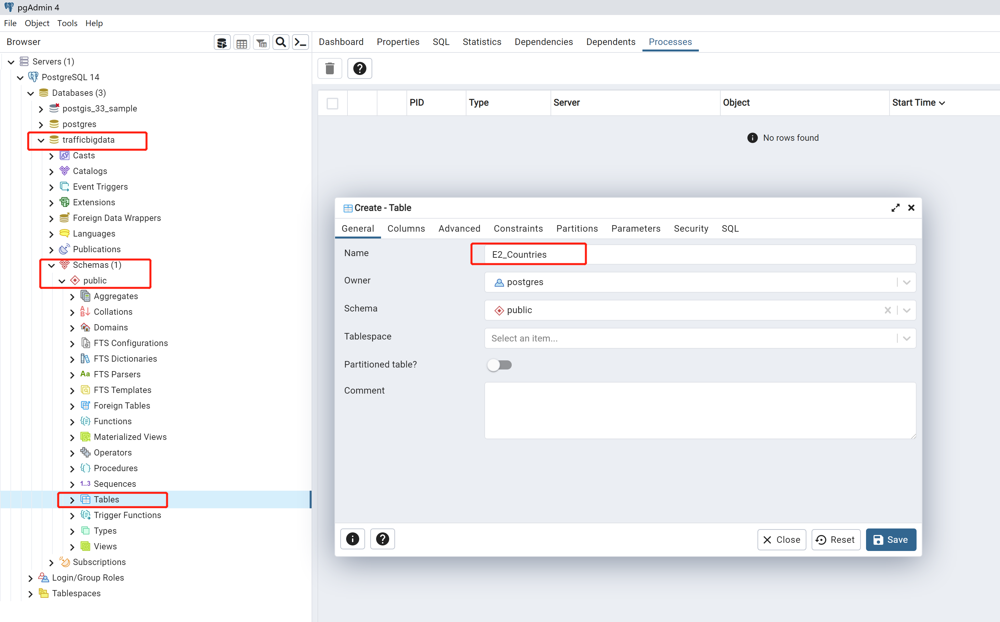 pgAdmin 4
File Object Tools Help
Browser
Dashboard Properties SQL Statistics Dependencies Dependents Processes
Servers (1)
PostgreSQL 14
Databases (3)
postgis_33_sample
postgres
trafficbigdata
Casts
Catalogs
Event Triggers
Extensions
Foreign Data Wrappers
Languages
Publications
Schemas (1)
public
Aggregates
Collations
Domains
FTS Configurations
FTS Dictionaries
Aa FTS Parsers
FTS Templates
Foreign Tables
Functions
Materialized Views
Operators
Procedures
1..3 Sequences
Tables
Trigger Functions
Types
Views
Subscriptions
Login/Group Roles
Tablespaces
PID Type Server Object Start Time
No rows found
Create - Table
General Columns Advanced Constraints Partitions Parameters Security SQL
Name E2_Countries
Owner postgres
Schema public
Tablespace Select an item...
Partitioned table?
Comment
Close Reset Save